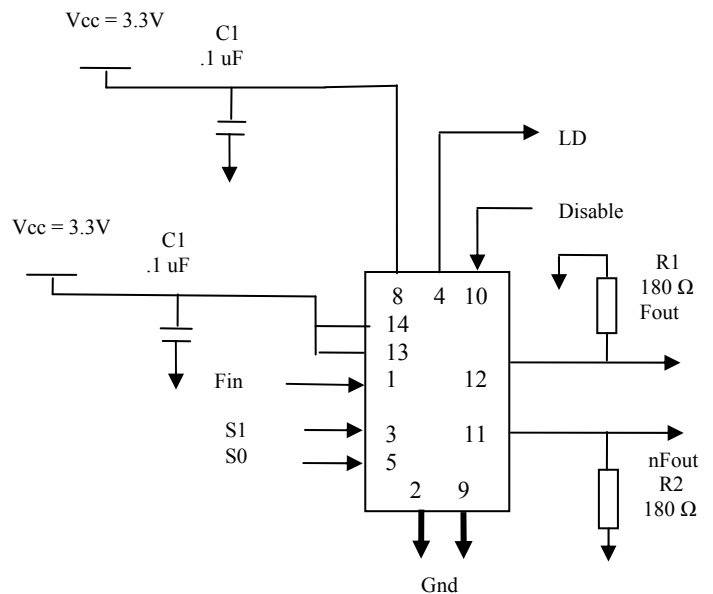 Vcc = 3.3V
C1
.1 uF
LD
Vcc = 3.3V
C1
.1 uF
Disable
R1
180 Ω
Fout
8 4 10
14
13
Fin
1
12
S1
3
11
S0
5
nFout
R2
180 Ω
2 9
Gnd